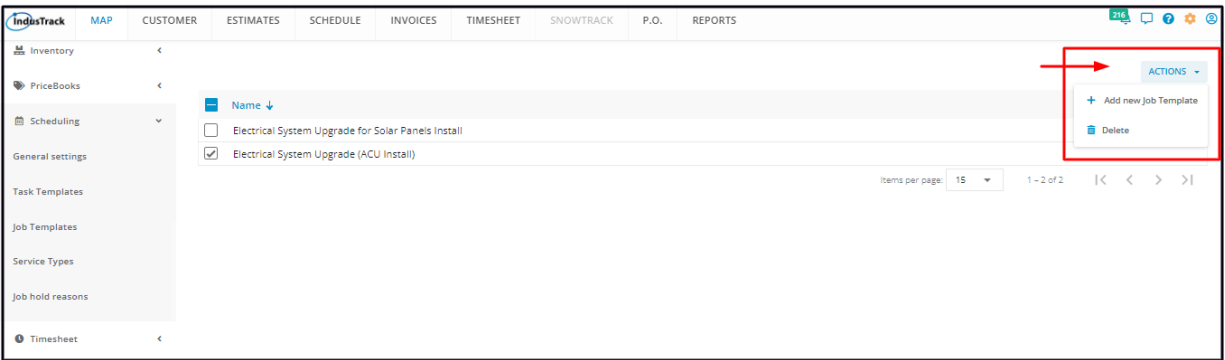 IndusTrack MAP CUSTOMER ESTIMATES SCHEDULE INVOICES TIMESHEET SNOWTRACK P.O. REPORTS 216
Inventory
PriceBooks
Scheduling
General settings
Task Templates
Job Templates
Service Types
Job hold reasons
Timesheet
ACTIONS
Add new Job Template
Delete
Name
Electrical System Upgrade for Solar Panels Install
Electrical System Upgrade (ACU Install)
Items per page: 15 1 – 2 of 2